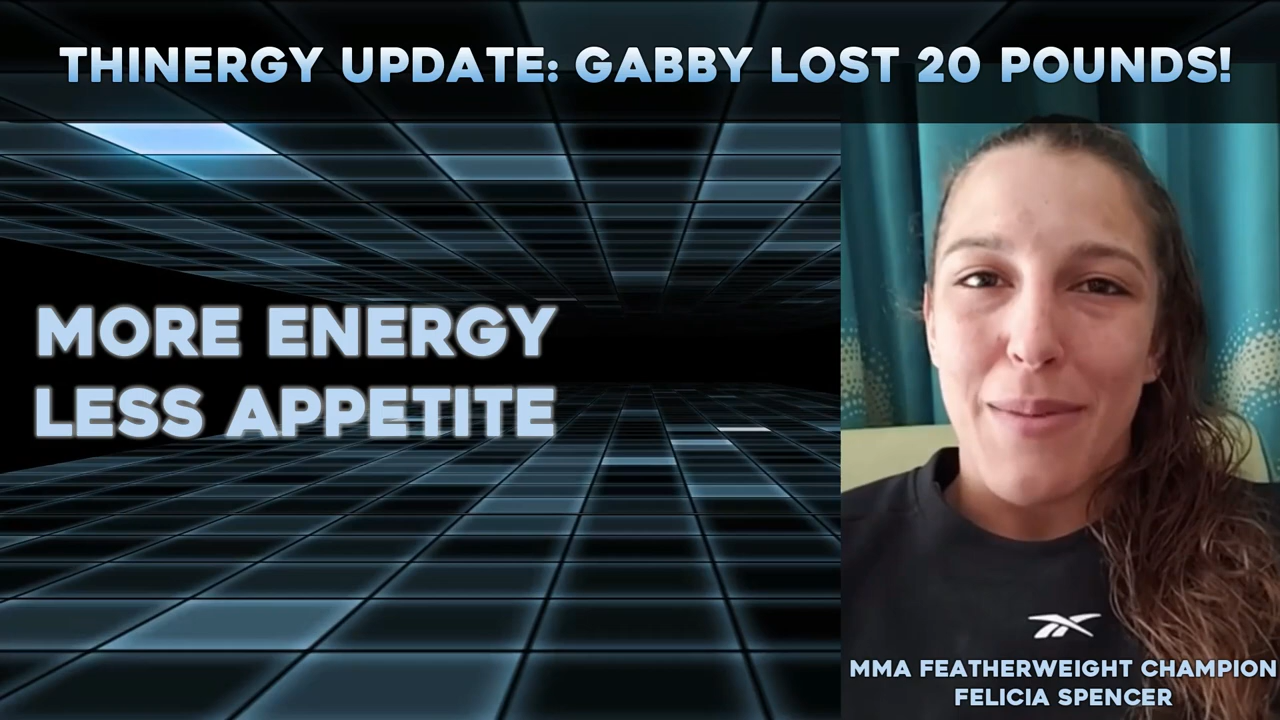 THINERGY UPDATE: GABBY LOST 20 POUNDS!
MORE ENERGY
LESS APPETITE
MMA FEATHERWEIGHT CHAMPION
FELICIA SPENCER